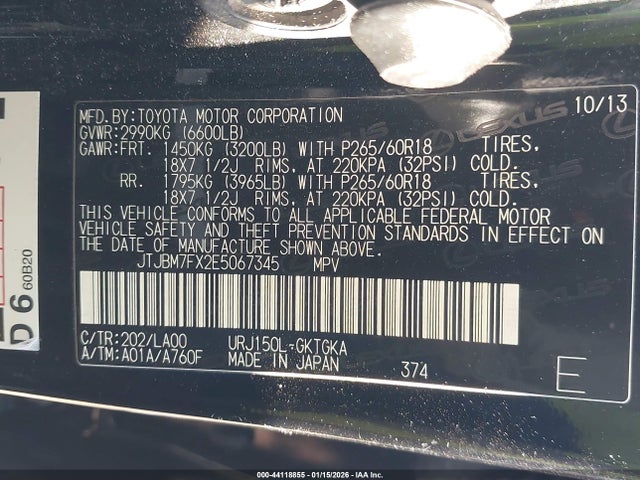 MFD.BY:TOYOTA MOTOR CORPORATION 10/13
GVWR:2990KG (6600LB)
GAWR:FRT. 1450KG (3200LB) WITH P265/60R18 TIRES,
18X7 1/2J RIMS, AT 220KPA (32PSI) COLD.
RR. 1795KG (3965LB) WITH P265/60R18 TIRES,
18X7 1/2J RIMS, AT 220KPA (32PSI) COLD.
THIS VEHICLE CONFORMS TO ALL APPLICABLE FEDERAL MOTOR
VEHICLE SAFETY AND THEFT PREVENTION STANDARDS IN EFFECT ON
THE DATE OF MANUFACTURE SHOWN ABOVE.
JTJBM7FX2E5067345 MPV
C/TR:202/LA00 URJ150L-GKTGKA
A/TM:A01A/A760F MADE IN JAPAN 374
E
LEXUS
D 6 60B20
000-44118855 - 01/15/2026 - IAA Inc.